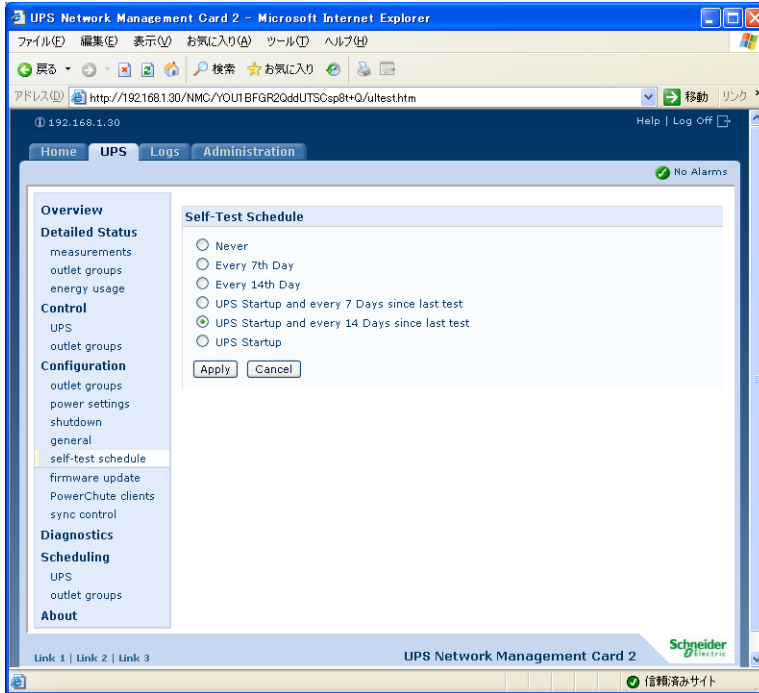 UPS Network Management Card 2 - Microsoft Internet Explorer
ファイル(F) 編集(E) 表示(V) お気に入り(A) ツール(T) ヘルプ(H)
戻る 検索 お気に入り
アドレス(D) http://192.168.1.30/NMC/YOU1BFGR2QddUTSCsp8t+Q/ultest.htm 移動 リンク
192.168.1.30 Help | Log Off
Home UPS Logs Administration
No Alarms
Overview
Detailed Status
measurements
outlet groups
energy usage
Control
UPS
outlet groups
Configuration
outlet groups
power settings
shutdown
general
self-test schedule
firmware update
PowerChute clients
sync control
Diagnostics
Scheduling
UPS
outlet groups
About
Self-Test Schedule
Never
Every 7th Day
Every 14th Day
UPS Startup and every 7 Days since last test
UPS Startup and every 14 Days since last test
UPS Startup
Apply Cancel
Link 1 | Link 2 | Link 3
UPS Network Management Card 2
Schneider
Electric
信頼済みサイト